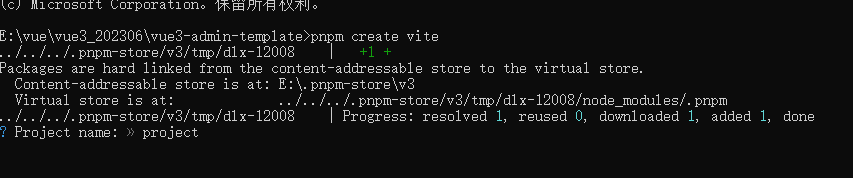 (c) Microsoft Corporation。保留所有权利。
E:\vue\vue3_202306\vue3-admin-template>pnpm create vite
../../../.pnpm-store/v3/tmp/dlx-12008 | +1 +
Packages are hard linked from the content-addressable store to the virtual store.
Content-addressable store is at: E:\.pnpm-store\v3
Virtual store is at: ../../../.pnpm-store/v3/tmp/dlx-12008/node_modules/.pnpm
../../../.pnpm-store/v3/tmp/dlx-12008 | Progress: resolved 1, reused 0, downloaded 1, added 1, done
? Project name: » project